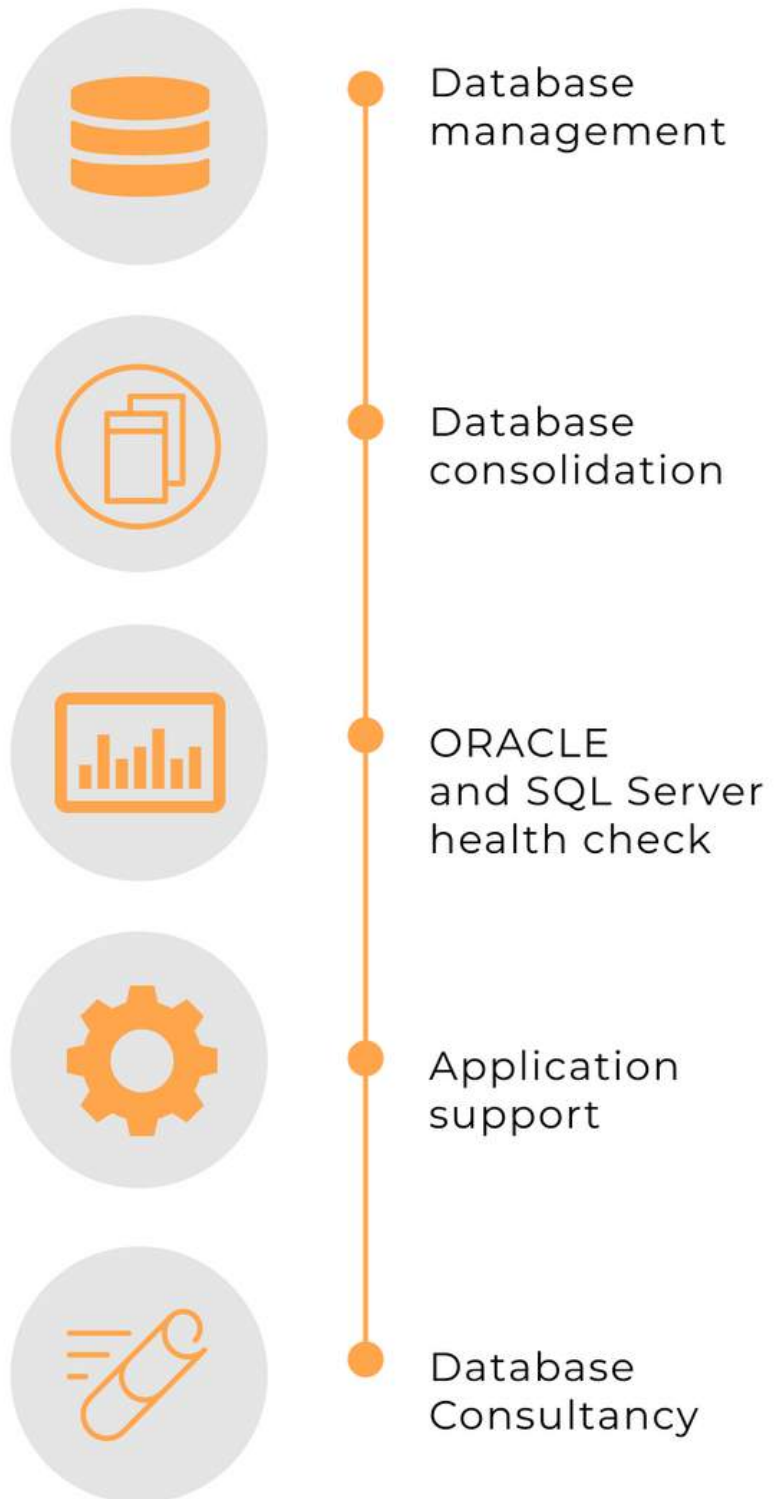 Database
management
Database
consolidation
ORACLE
and SQL Server
health check
Application
support
Database
Consultancy